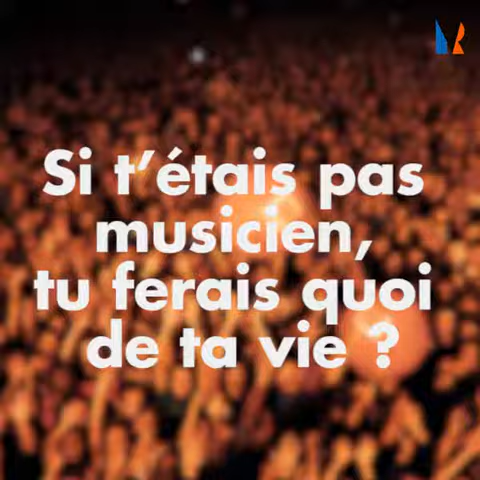 Si t'étais pas
musicien,
tu ferais quoi
de ta vie ?